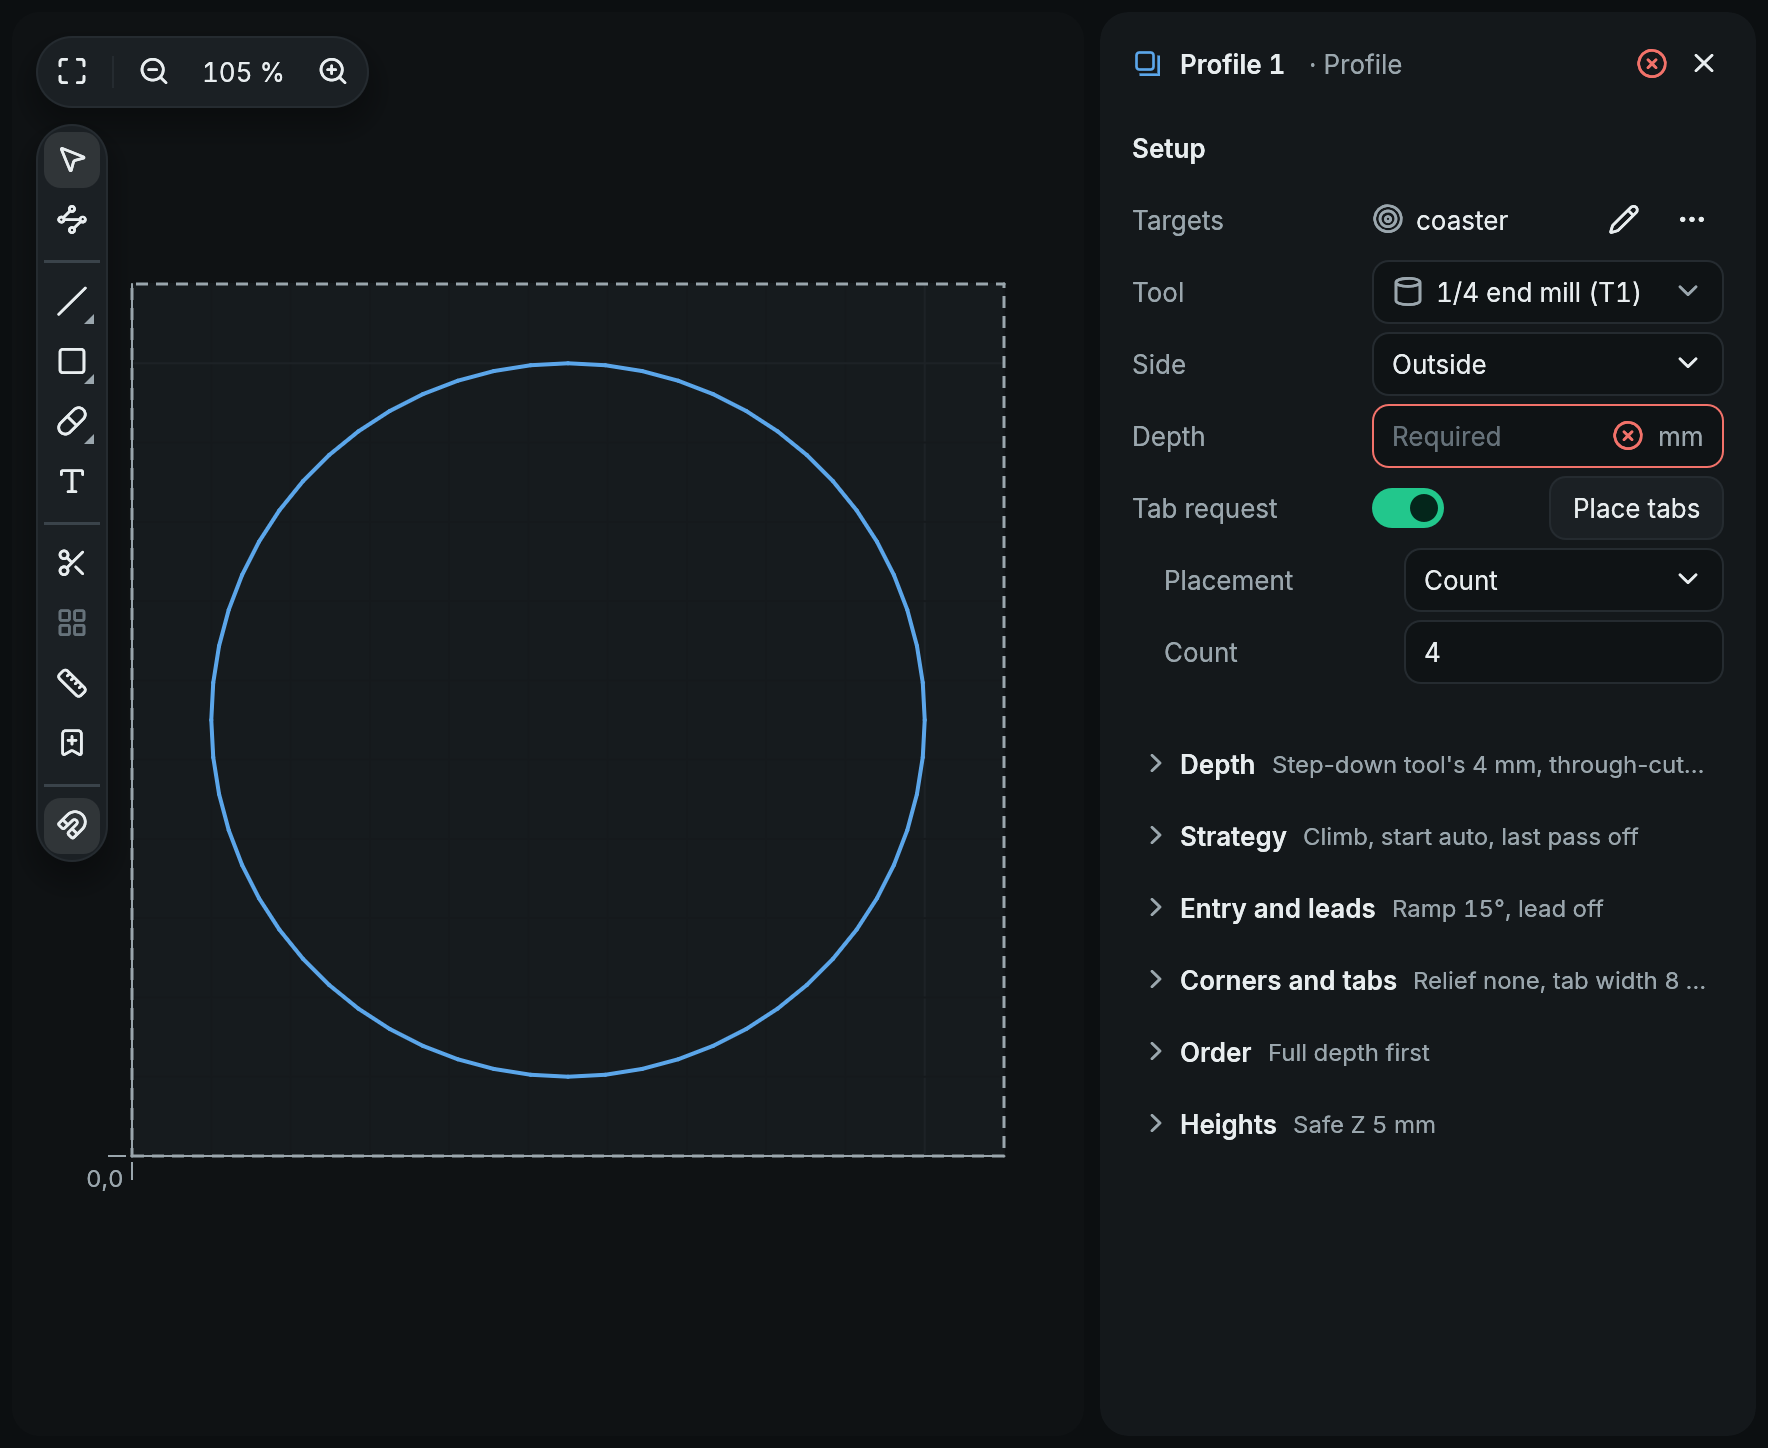 105 %
0,0
Profile 1 · Profile
Setup
Targets coaster
Tool 1/4 end mill (T1)
Side Outside
Depth Required mm
Tab request Place tabs
Placement Count
Count 4
Depth Step-down tool's 4 mm, through-cut...
Strategy Climb, start auto, last pass off
Entry and leads Ramp 15°, lead off
Corners and tabs Relief none, tab width 8 ...
Order Full depth first
Heights Safe Z 5 mm